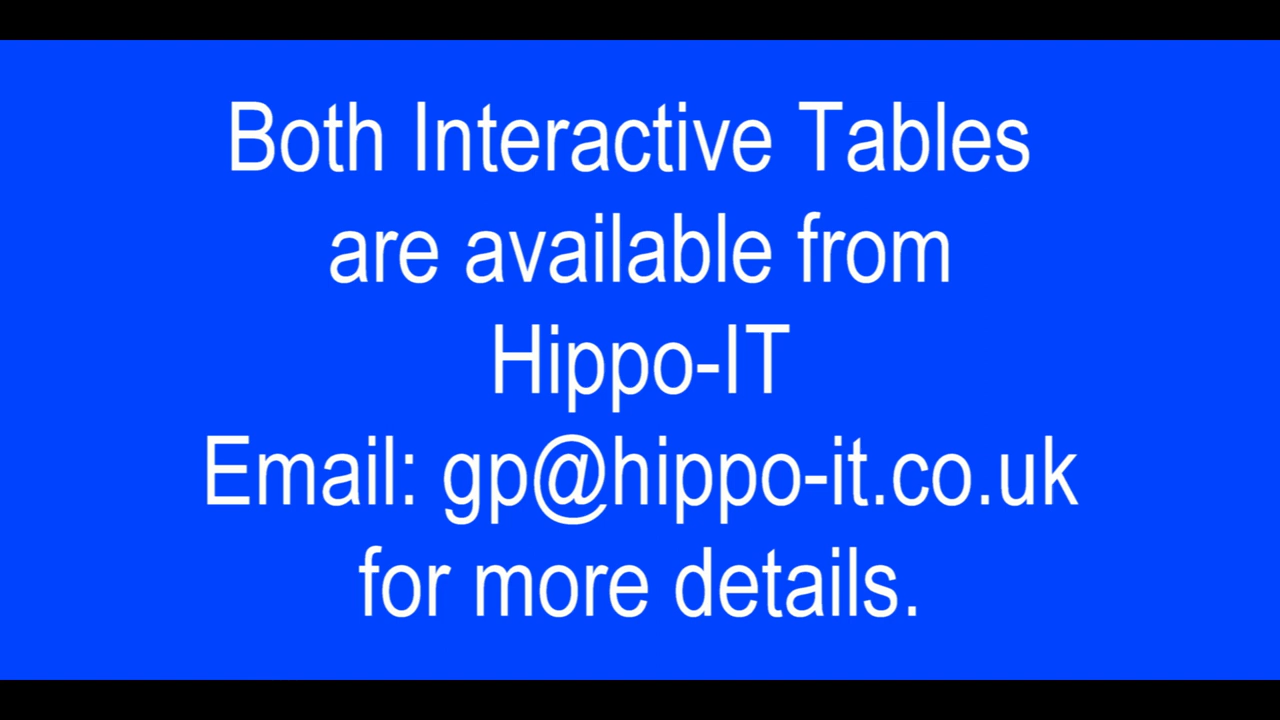 Both Interactive Tables
are available from
Hippo-IT
Email: gp@hippo-it.co.uk
for more details.